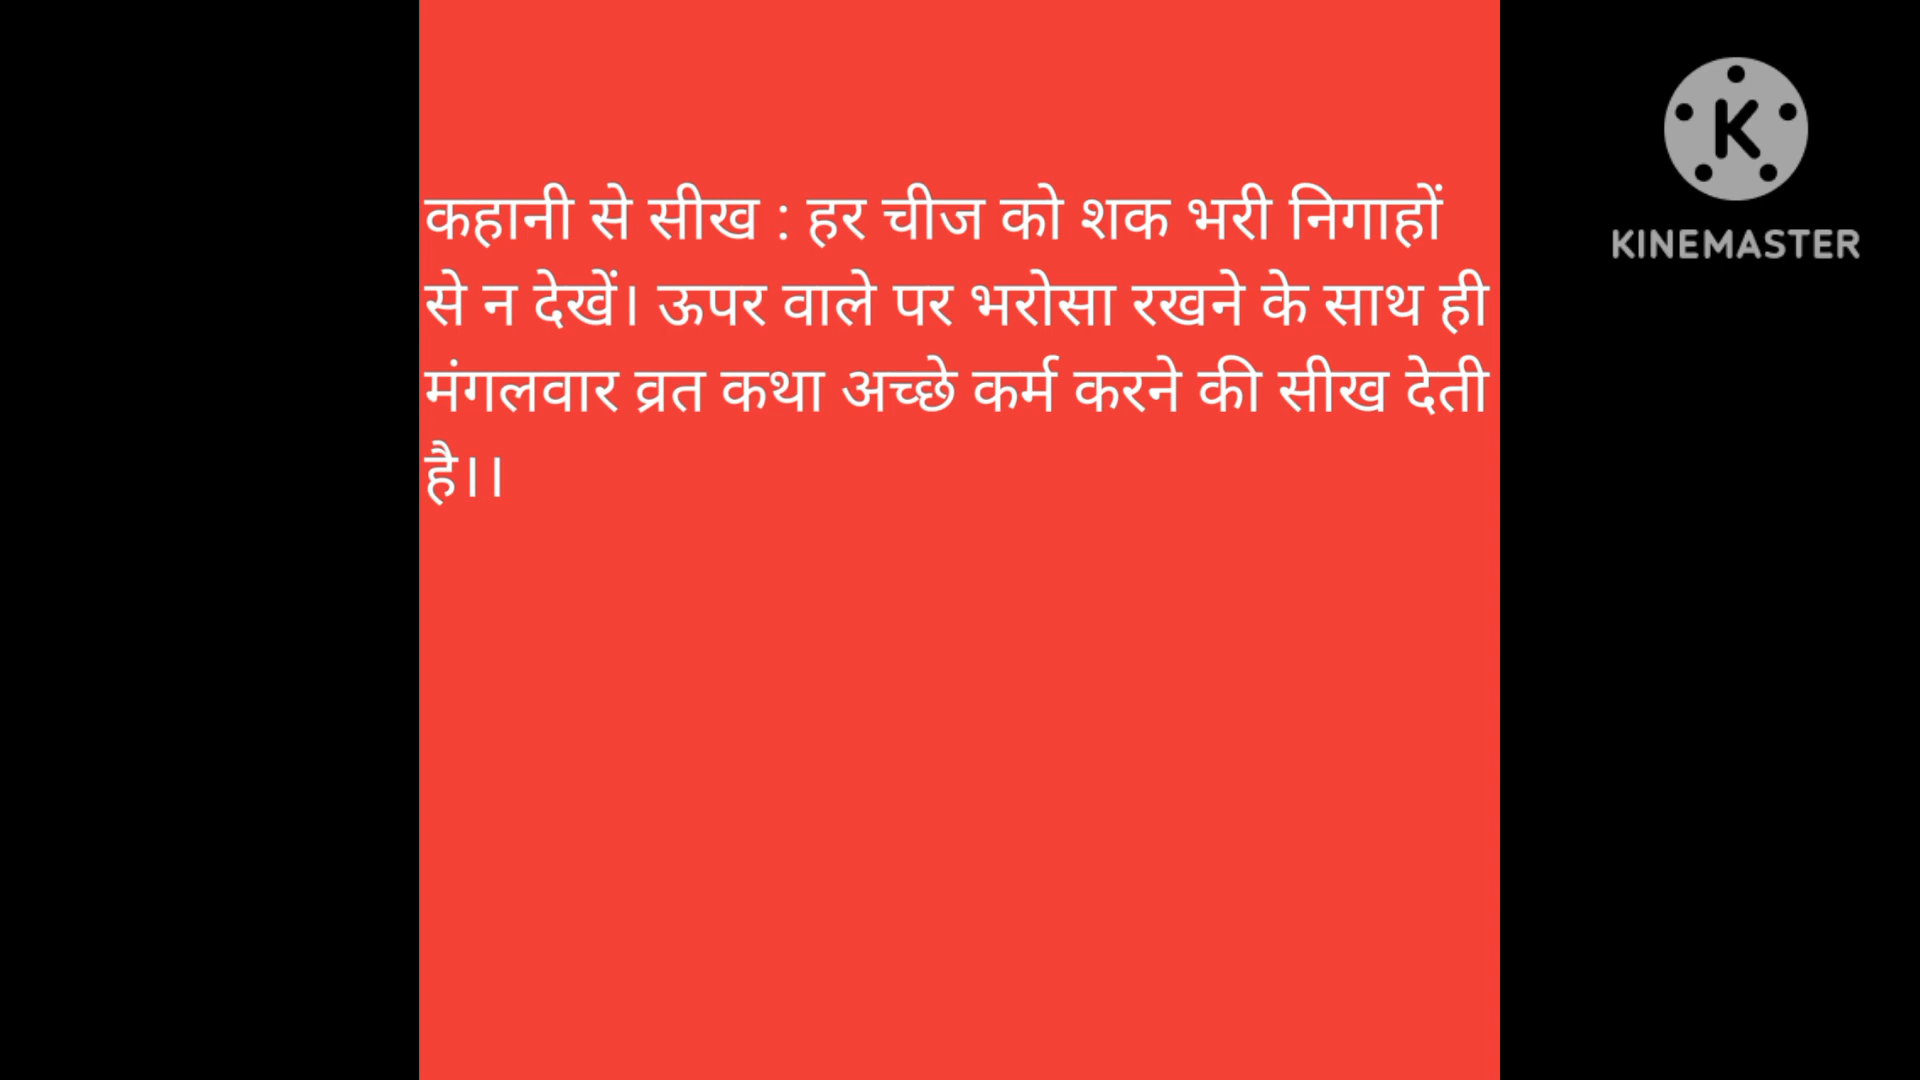 कहानी से सीख : हर चीज को शक भरी निगाहों
से न देखें। ऊपर वाले पर भरोसा रखने के साथ ही
मंगलवार व्रत कथा अच्छे कर्म करने की सीख देती
है।।
K
KINEMASTER